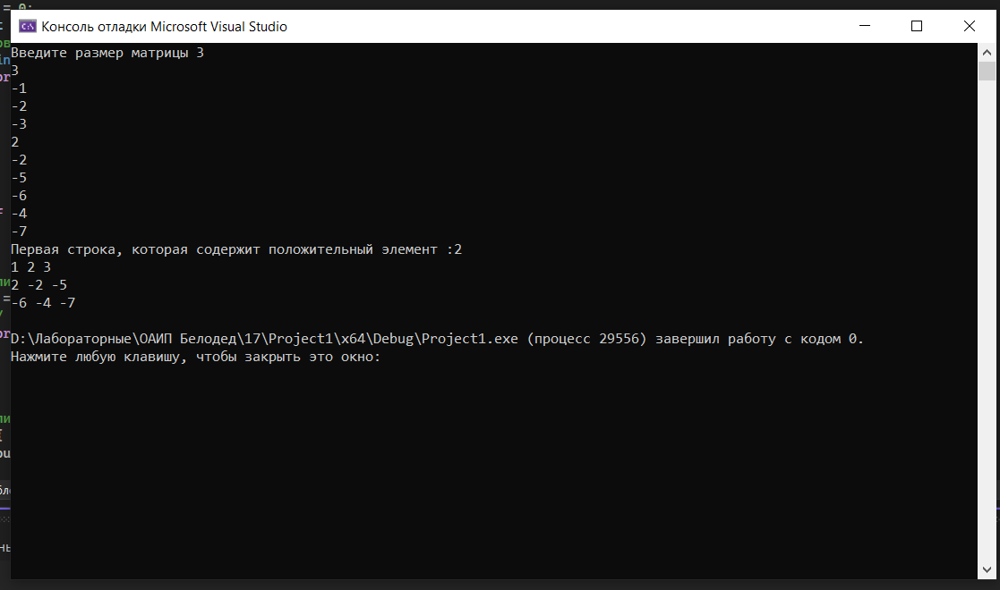 Консоль отладки Microsoft Visual Studio
Введите размер матрицы 3
3
-1
-2
-3
2
-2
-5
-6
-4
-7
Первая строка, которая содержит положительный элемент :2
1 2 3
2 -2 -5
-6 -4 -7
D:\Лабораторные\ОАИП Белодед\17\Project1\x64\Debug\Project1.exe (процесс 29556) завершил работу с кодом 0.
Нажмите любую клавишу, чтобы закрыть это окно: